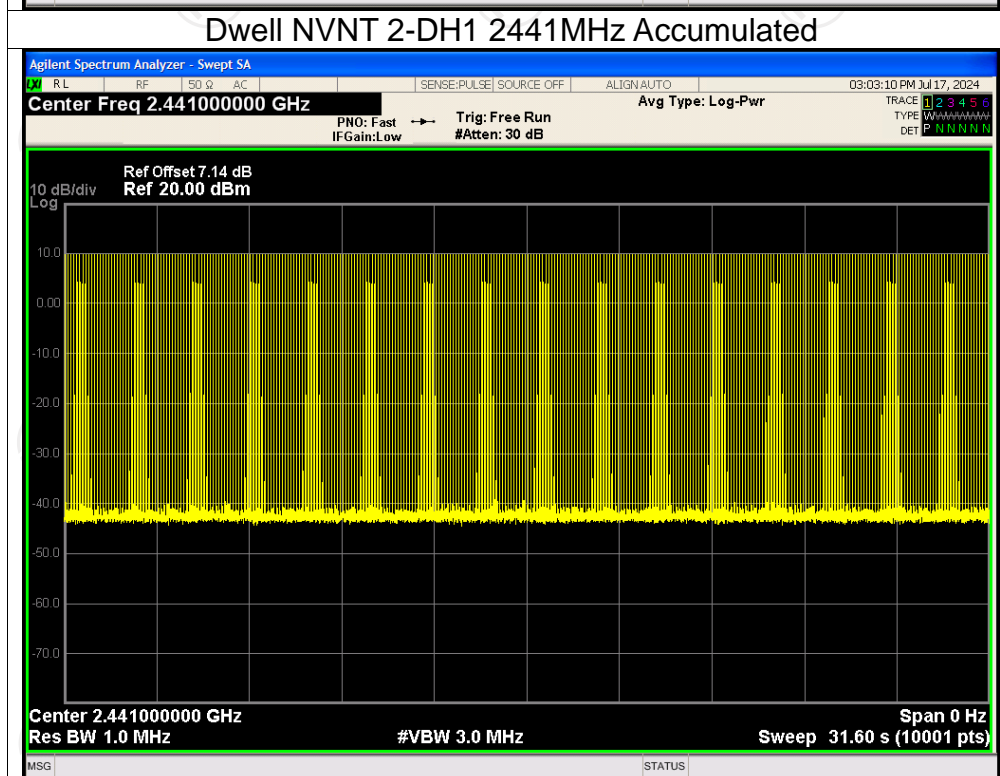 Dwell NVNT 2-DH1 2441MHz Accumulated
Agilent Spectrum Analyzer - Swept SA
LXI RL RF 50 Ω AC SENSE:PULSE SOURCE OFF ALIGN AUTO 03:03:10 PM Jul 17, 2024
Center Freq 2.441000000 GHz Avg Type: Log-Pwr TRACE 1 2 3 4 5 6
PNO: Fast Trig: Free Run TYPE WWWWWW
IFGain:Low #Atten: 30 dB DET P N N N N N
Ref Offset 7.14 dB
10 dB/div Ref 20.00 dBm
Log
10.0
0.00
-10.0
-20.0
-30.0
-40.0
-50.0
-60.0
-70.0
Center 2.441000000 GHz Span 0 Hz
Res BW 1.0 MHz #VBW 3.0 MHz Sweep 31.60 s (10001 pts)
MSG STATUS